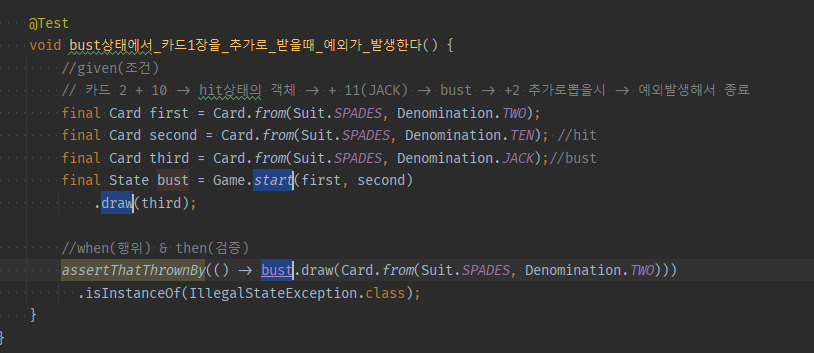 @Test
void bust상태에서_카드1장을_추가로_받을때_예외가_발생한다() {
//given(조건)
// 카드 2 + 10 → hit상태의 객체 → + 11(JACK) → bust → +2 추가로뽑을시 → 예외발생해서 종료
final Card first = Card.from(Suit.SPADES, Denomination.TWO);
final Card second = Card.from(Suit.SPADES, Denomination.TEN); //hit
final Card third = Card.from(Suit.SPADES, Denomination.JACK);//bust
final State bust = Game.start(first, second)
.draw(third);
//when(행위) & then(검증)
assertThatThrownBy(() → bust.draw(Card.from(Suit.SPADES, Denomination.TWO)))
.isInstanceOf(IllegalStateException.class);
}
}